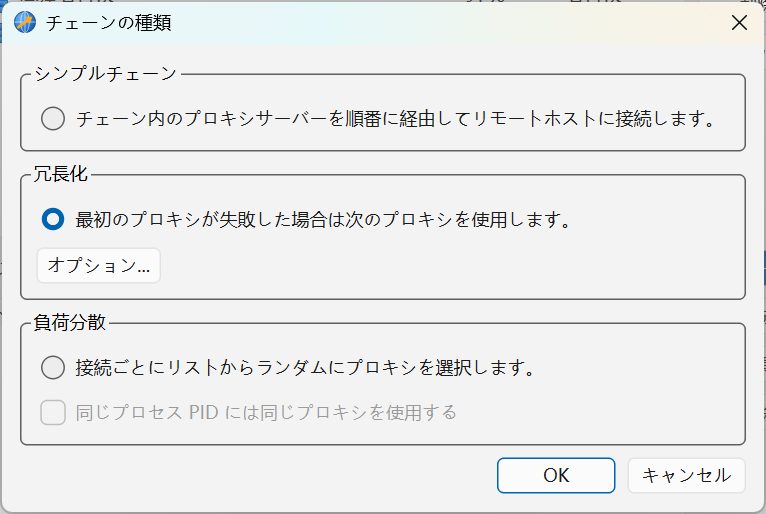 チェーンの種類
シンプルチェーン
チェーン内のプロキシサーバーを順番に経由してリモートホストに接続します。
冗長化
最初のプロキシが失敗した場合は次のプロキシを使用します。
オプション...
負荷分散
接続ごとにリストからランダムにプロキシを選択します。
同じプロセス PID には同じプロキシを使用する
OK
キャンセル